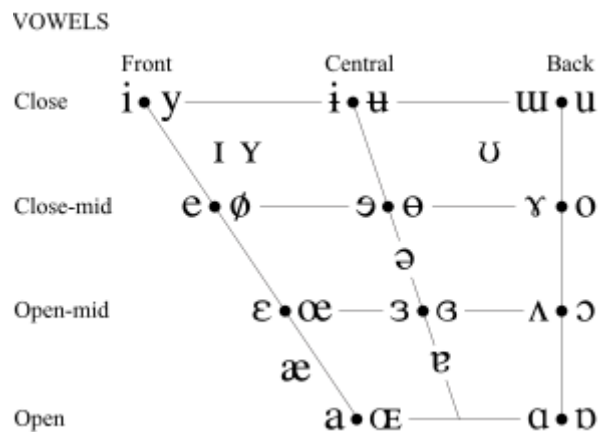 VOWELS
Front Central Back
Close i y ɨ ʉ ɯ u
ɪ ʏ ʊ
Close-mid e ø ɘ ɵ ɤ o
ə
Open-mid ɛ œ ɜ ɞ ʌ ɔ
æ ɐ
Open a ɶ ɑ ɒ